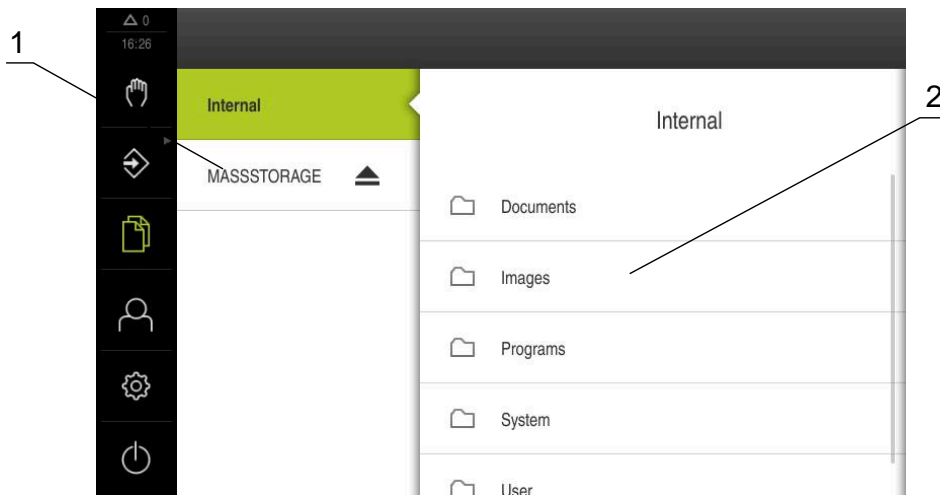 1
0
16:26
Internal
MASSSTORAGE
Internal
2
Documents
Images
Programs
System
User